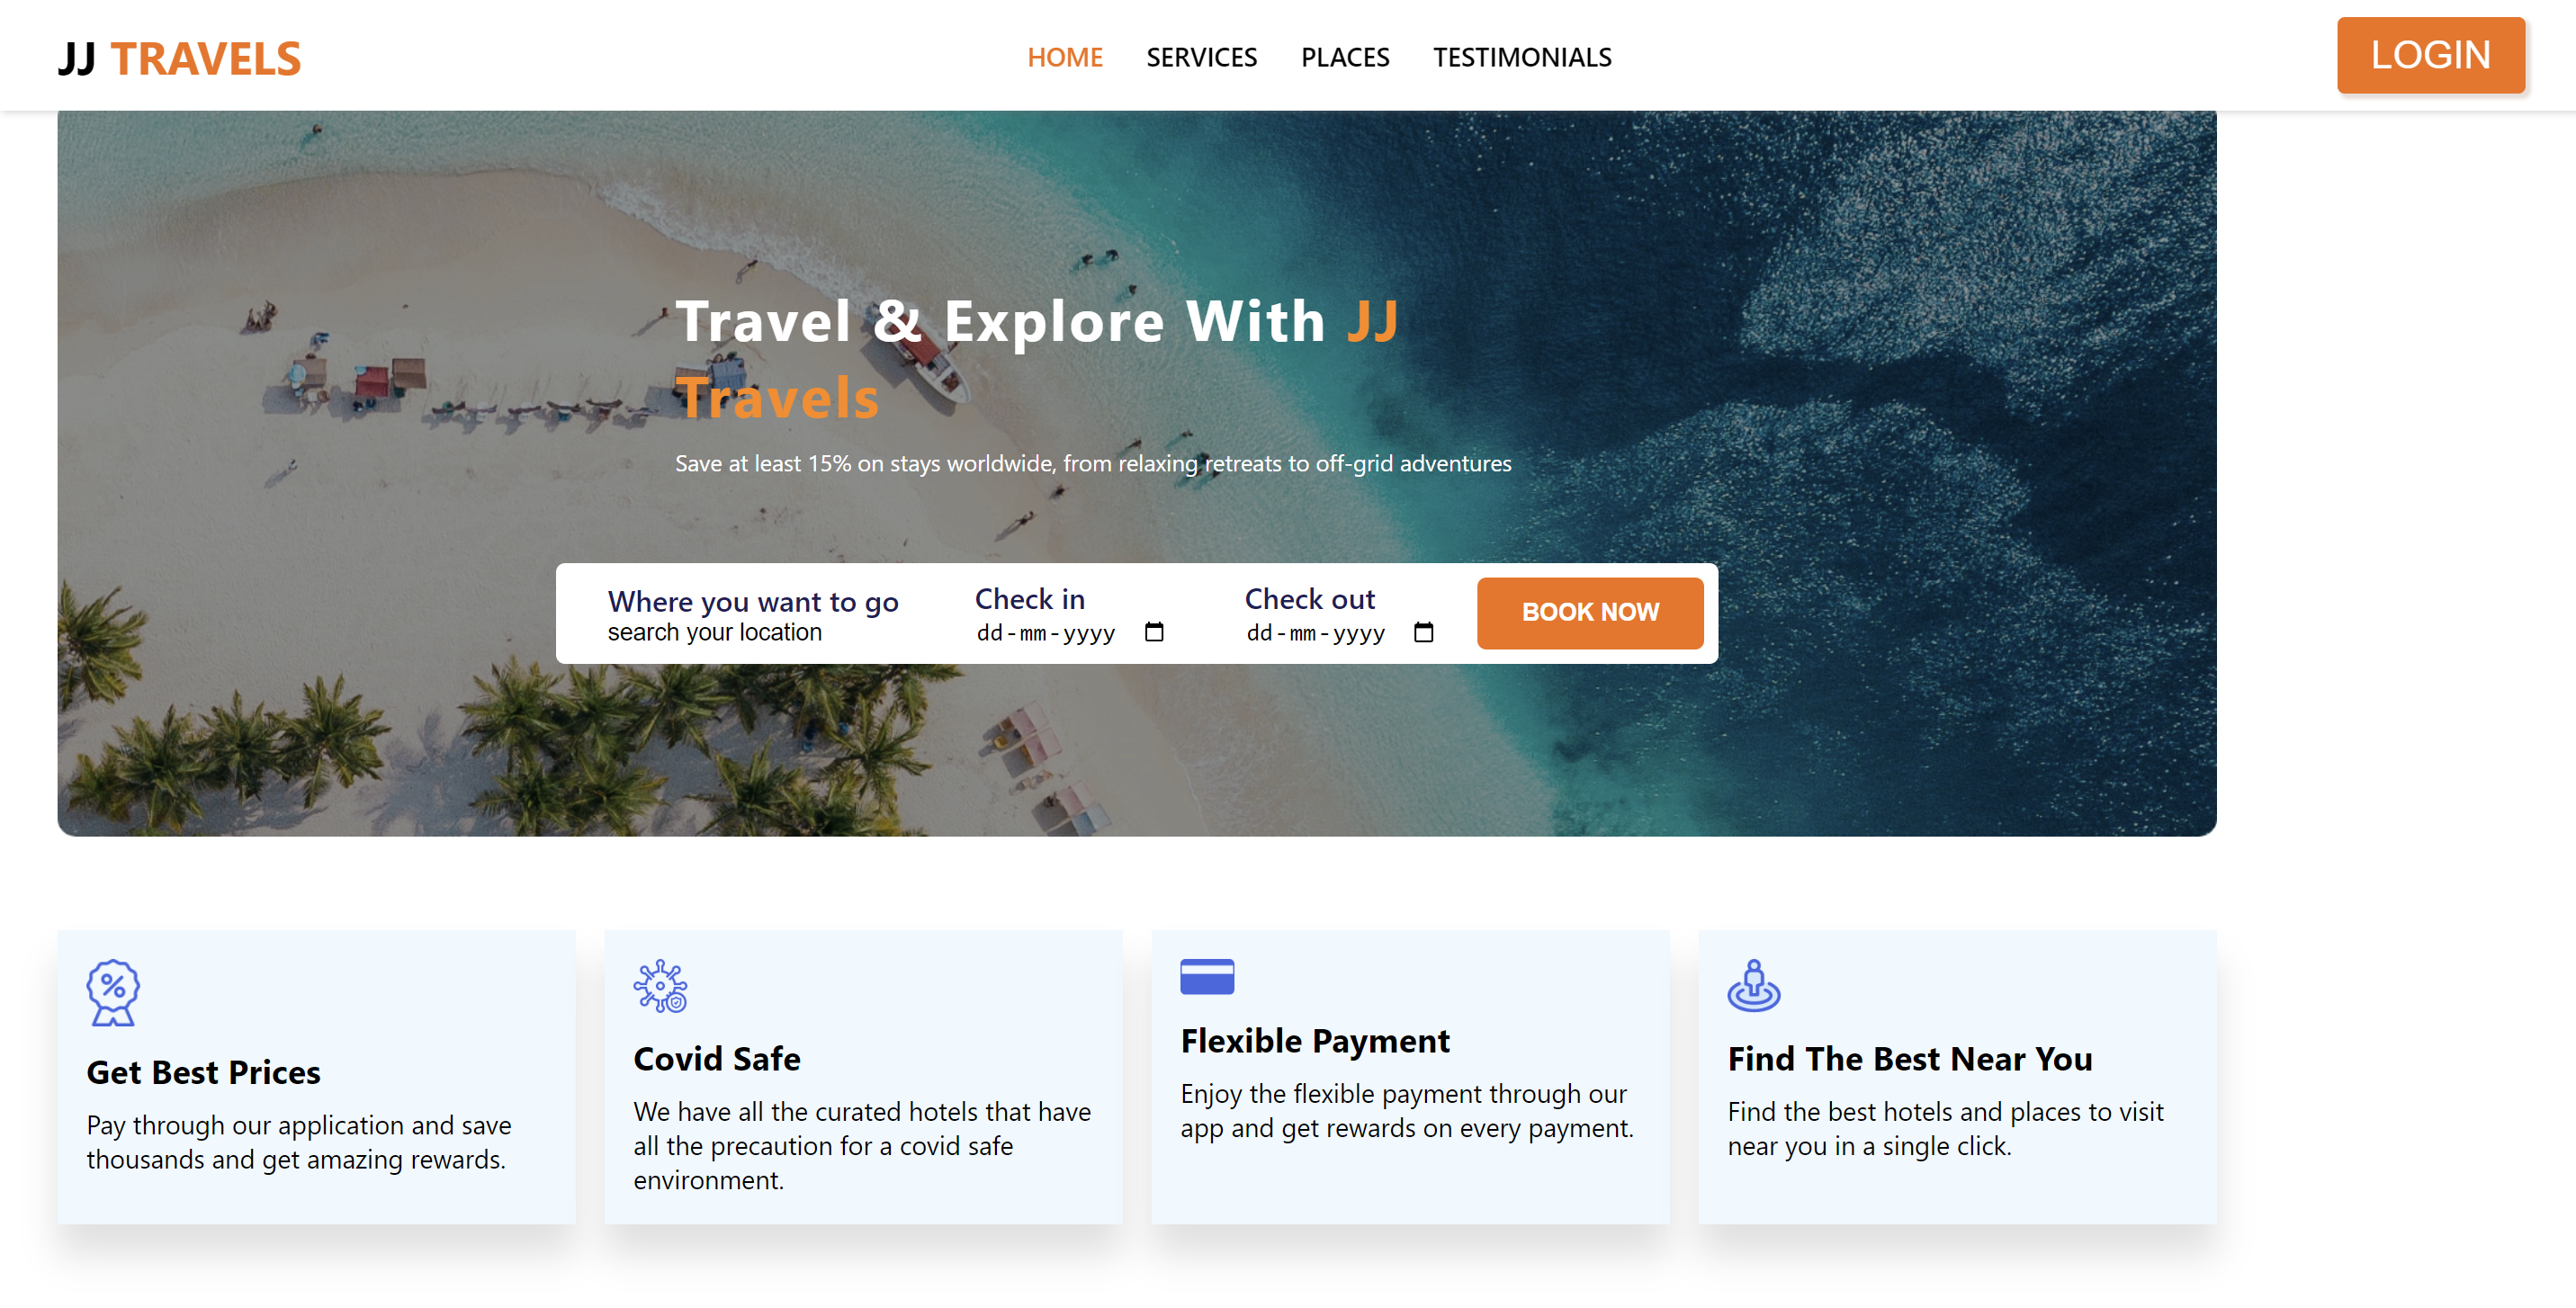 JJ TRAVELS
HOME SERVICES PLACES TESTIMONIALS
LOGIN
Travel & Explore With JJ
Travels
Save at least 15% on stays worldwide, from relaxing retreats to off-grid adventures
Where you want to go
search your location
Check in
dd-mm-yyyy
Check out
dd-mm-yyyy
BOOK NOW
Get Best Prices
Pay through our application and save
thousands and get amazing rewards.
Covid Safe
We have all the curated hotels that have
all the precaution for a covid safe
environment.
Flexible Payment
Enjoy the flexible payment through our
app and get rewards on every payment.
Find The Best Near You
Find the best hotels and places to visit
near you in a single click.